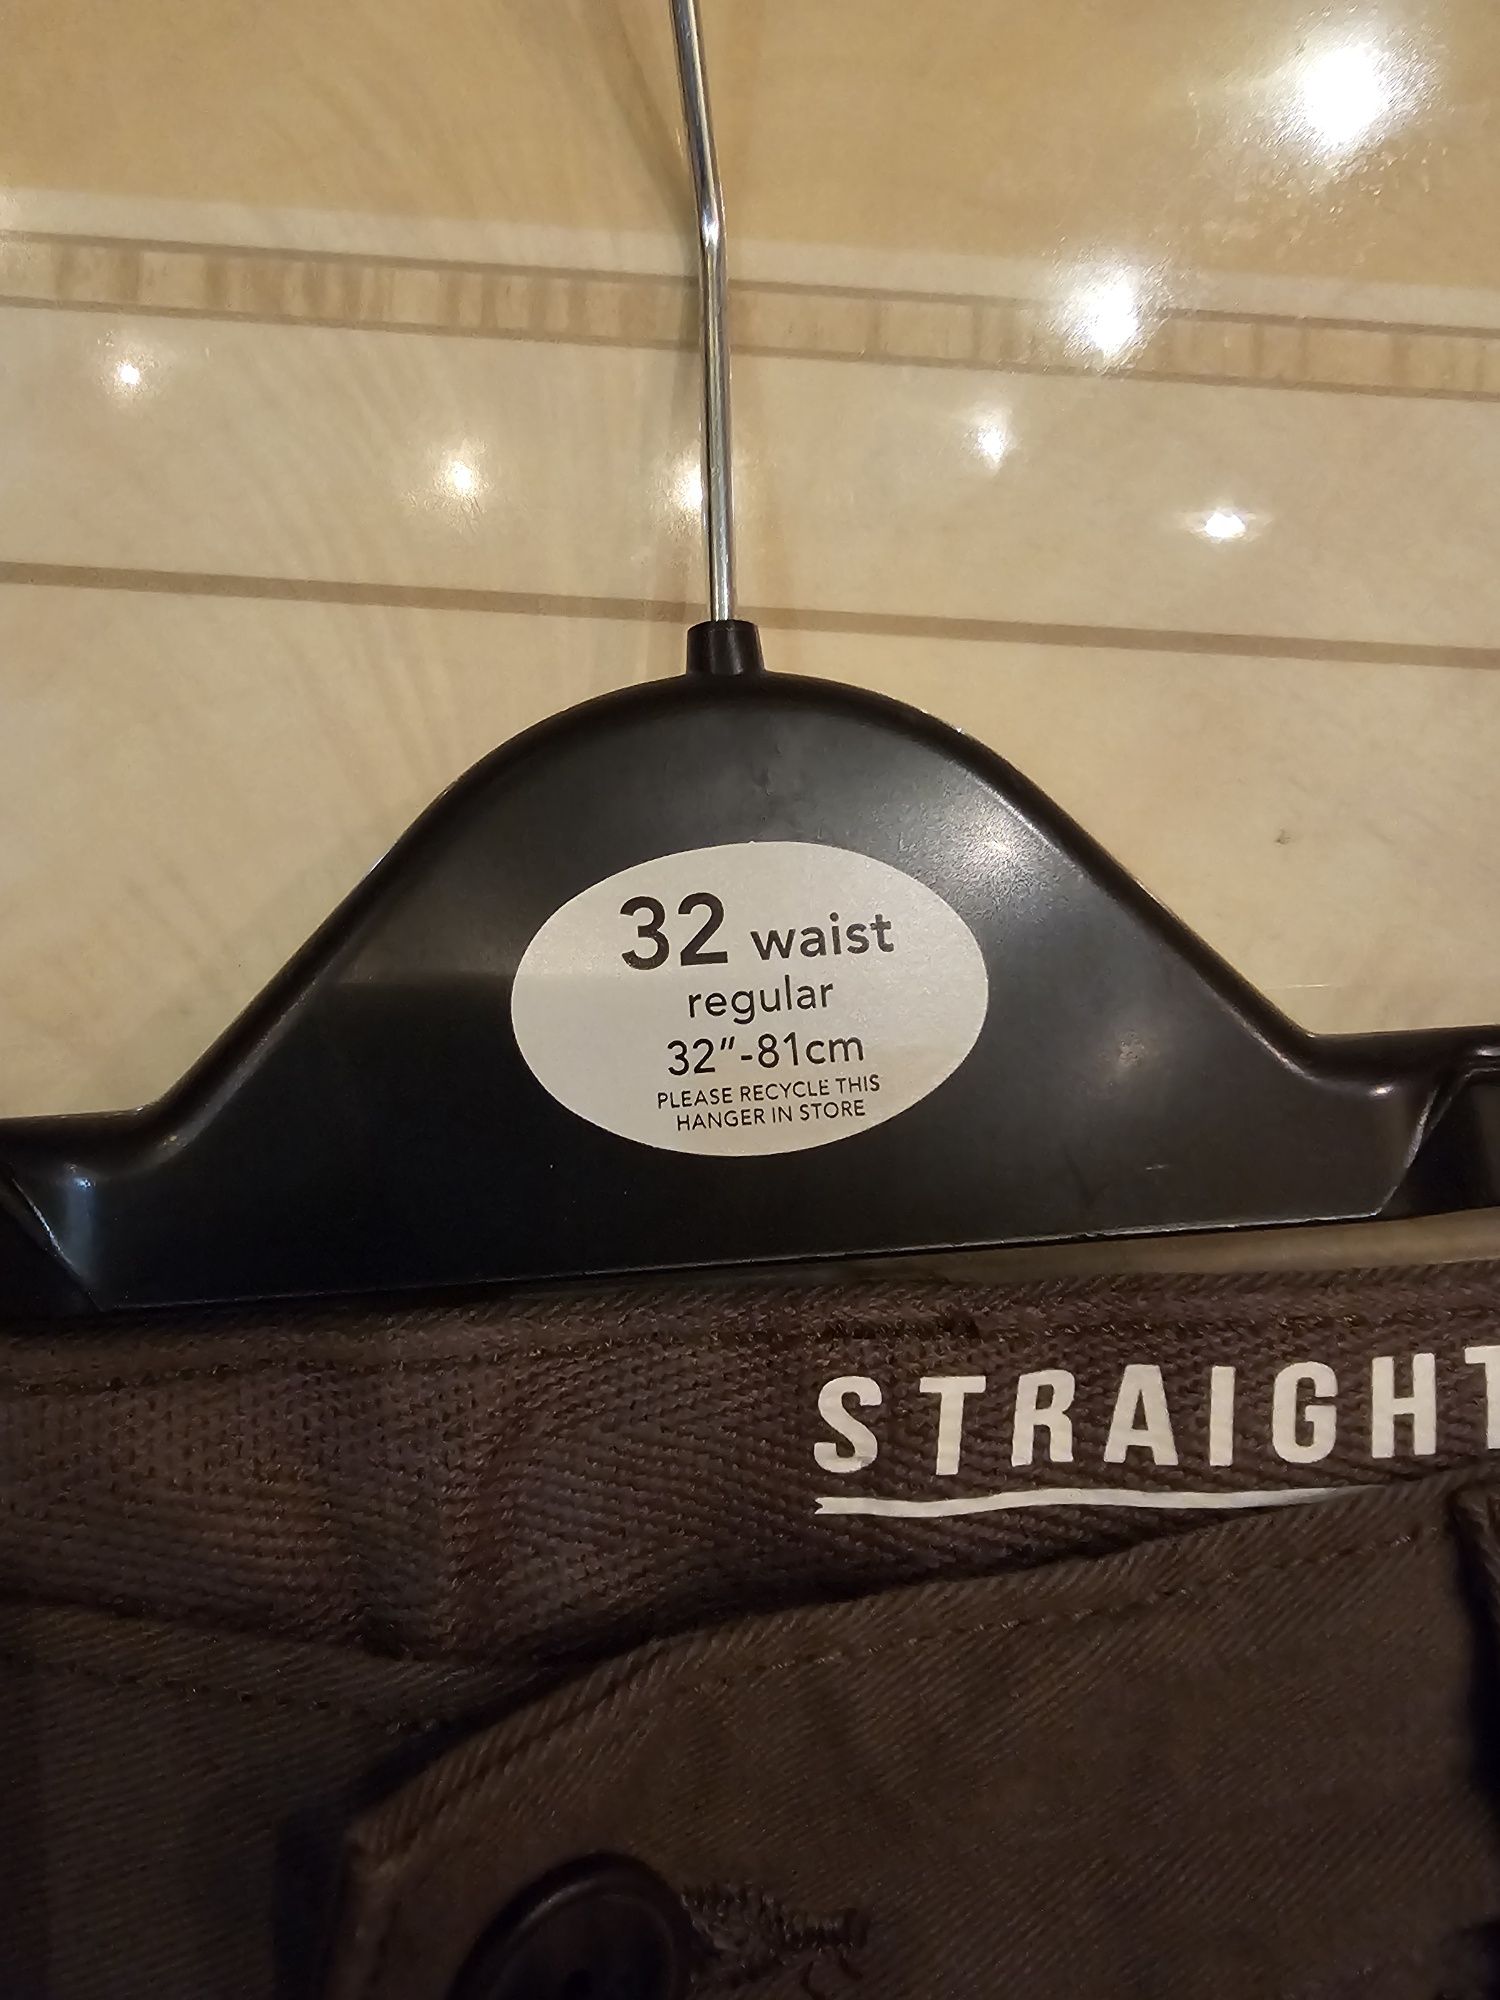 32 waist
regular
32"-81cm
PLEASE RECYCLE THIS
HANGER IN STORE
STRAIGHT